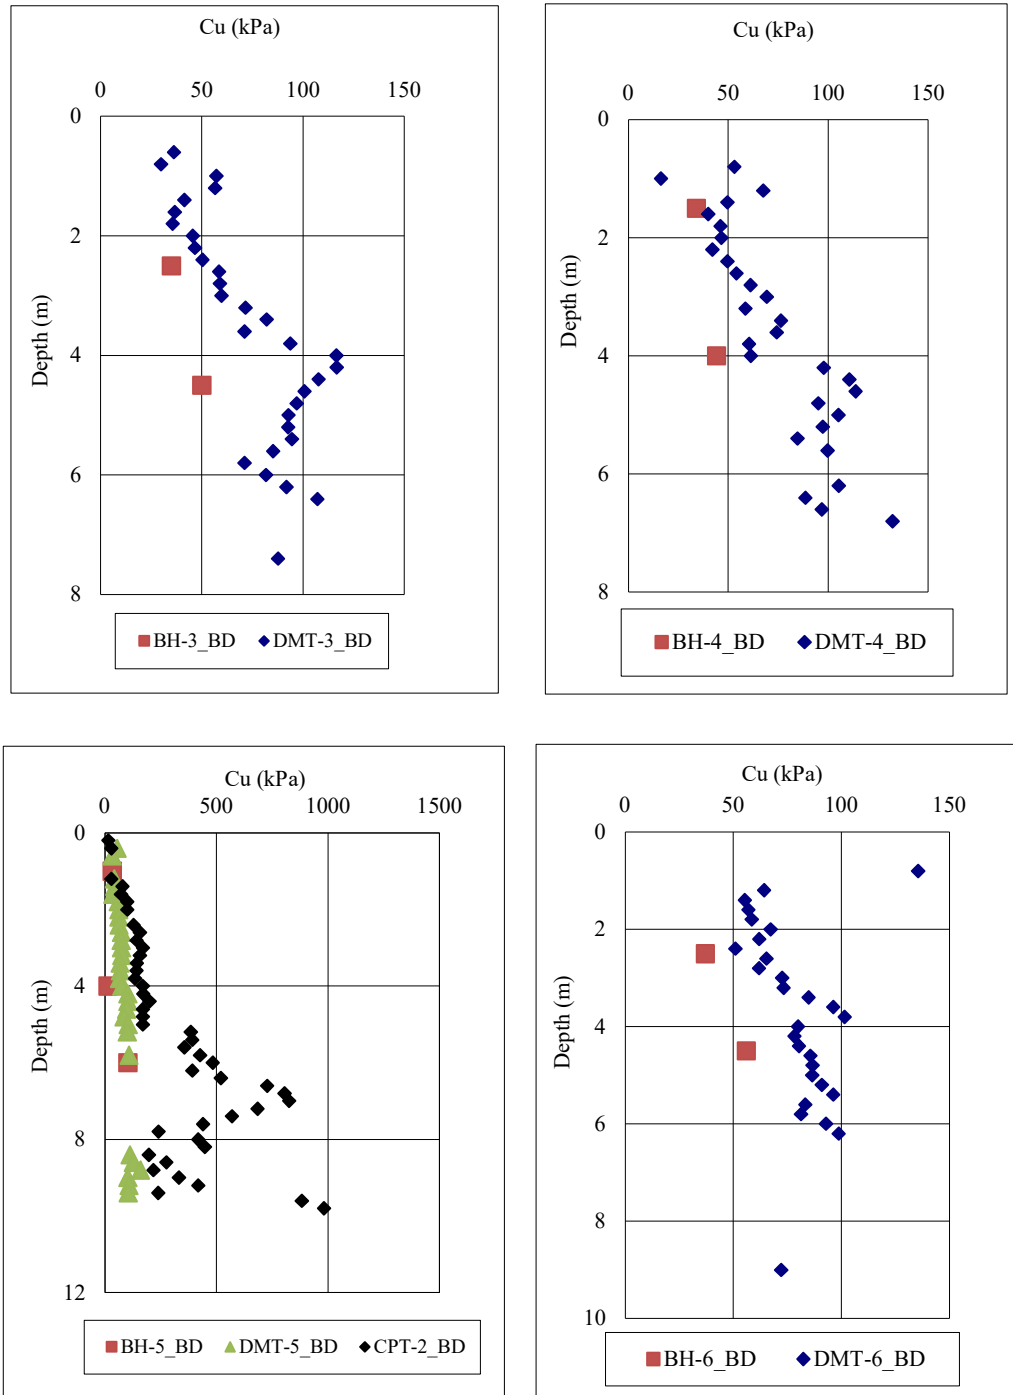 Cu (kPa)
0 50 100 150
0
2
4
6
8
Depth (m)
BH-3_BD DMT-3_BD
Cu (kPa)
0 50 100 150
0
2
4
6
8
Depth (m)
BH-4_BD DMT-4_BD
Cu (kPa)
0 500 1000 1500
0
4
8
12
Depth (m)
BH-5_BD DMT-5_BD CPT-2_BD
Cu (kPa)
0 50 100 150
0
2
4
6
8
10
Depth (m)
BH-6_BD DMT-6_BD